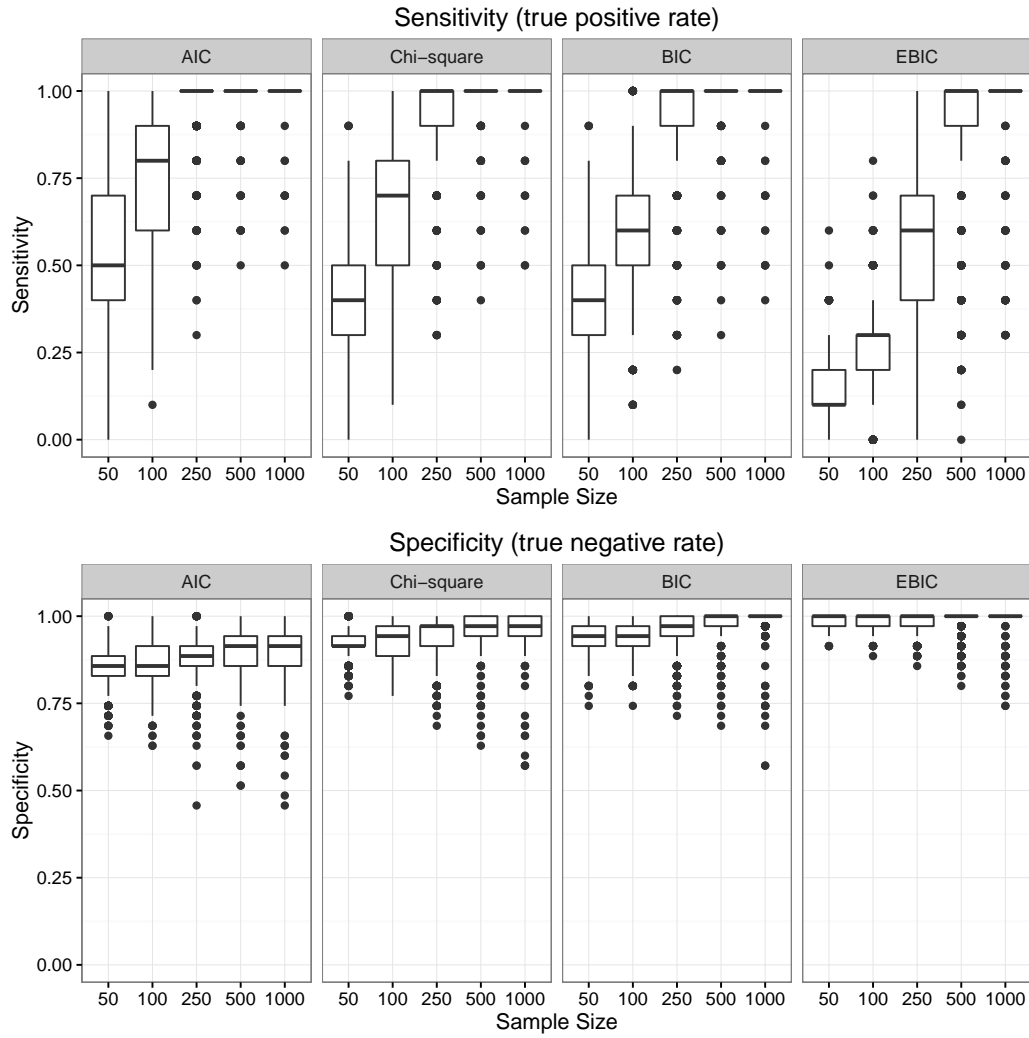 Sensitivity (true positive rate)
AIC Chi−square BIC EBIC
1.00
0.75
0.50
0.25
0.00
Sensitivity
50 100 250 500 1000 50 100 250 500 1000 50 100 250 500 1000 50 100 250 500 1000
Sample Size
Specificity (true negative rate)
AIC Chi−square BIC EBIC
1.00
0.75
0.50
0.25
0.00
Specificity
50 100 250 500 1000 50 100 250 500 1000 50 100 250 500 1000 50 100 250 500 1000
Sample Size